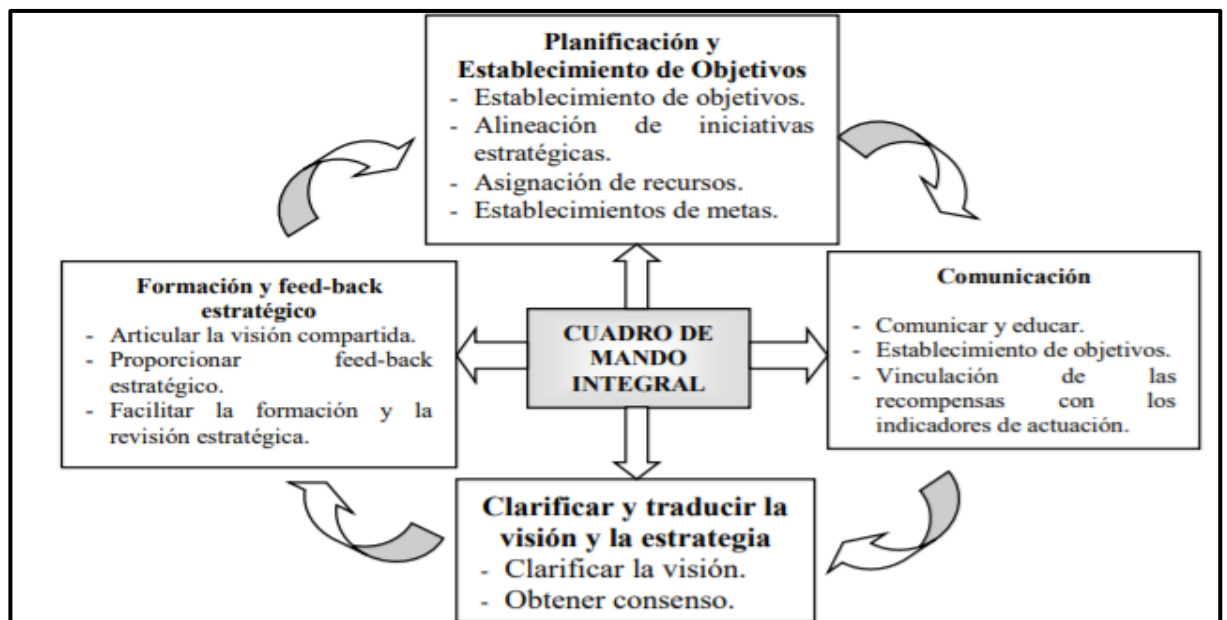 Planificación y
Establecimiento de Objetivos
- Establecimiento de objetivos.
- Alineación de iniciativas
estratégicas.
- Asignación de recursos.
- Establecimientos de metas.
Formación y feed-back
estratégico
- Articular la visión compartida.
- Proporcionar feed-back
estratégico.
- Facilitar la formación y la
revisión estratégica.
CUADRO DE
MANDO
INTEGRAL
Comunicación
- Comunicar y educar.
- Establecimiento de objetivos.
- Vinculación de las
recompensas con los
indicadores de actuación.
Clarificar y traducir la
visión y la estrategia
- Clarificar la visión.
- Obtener consenso.